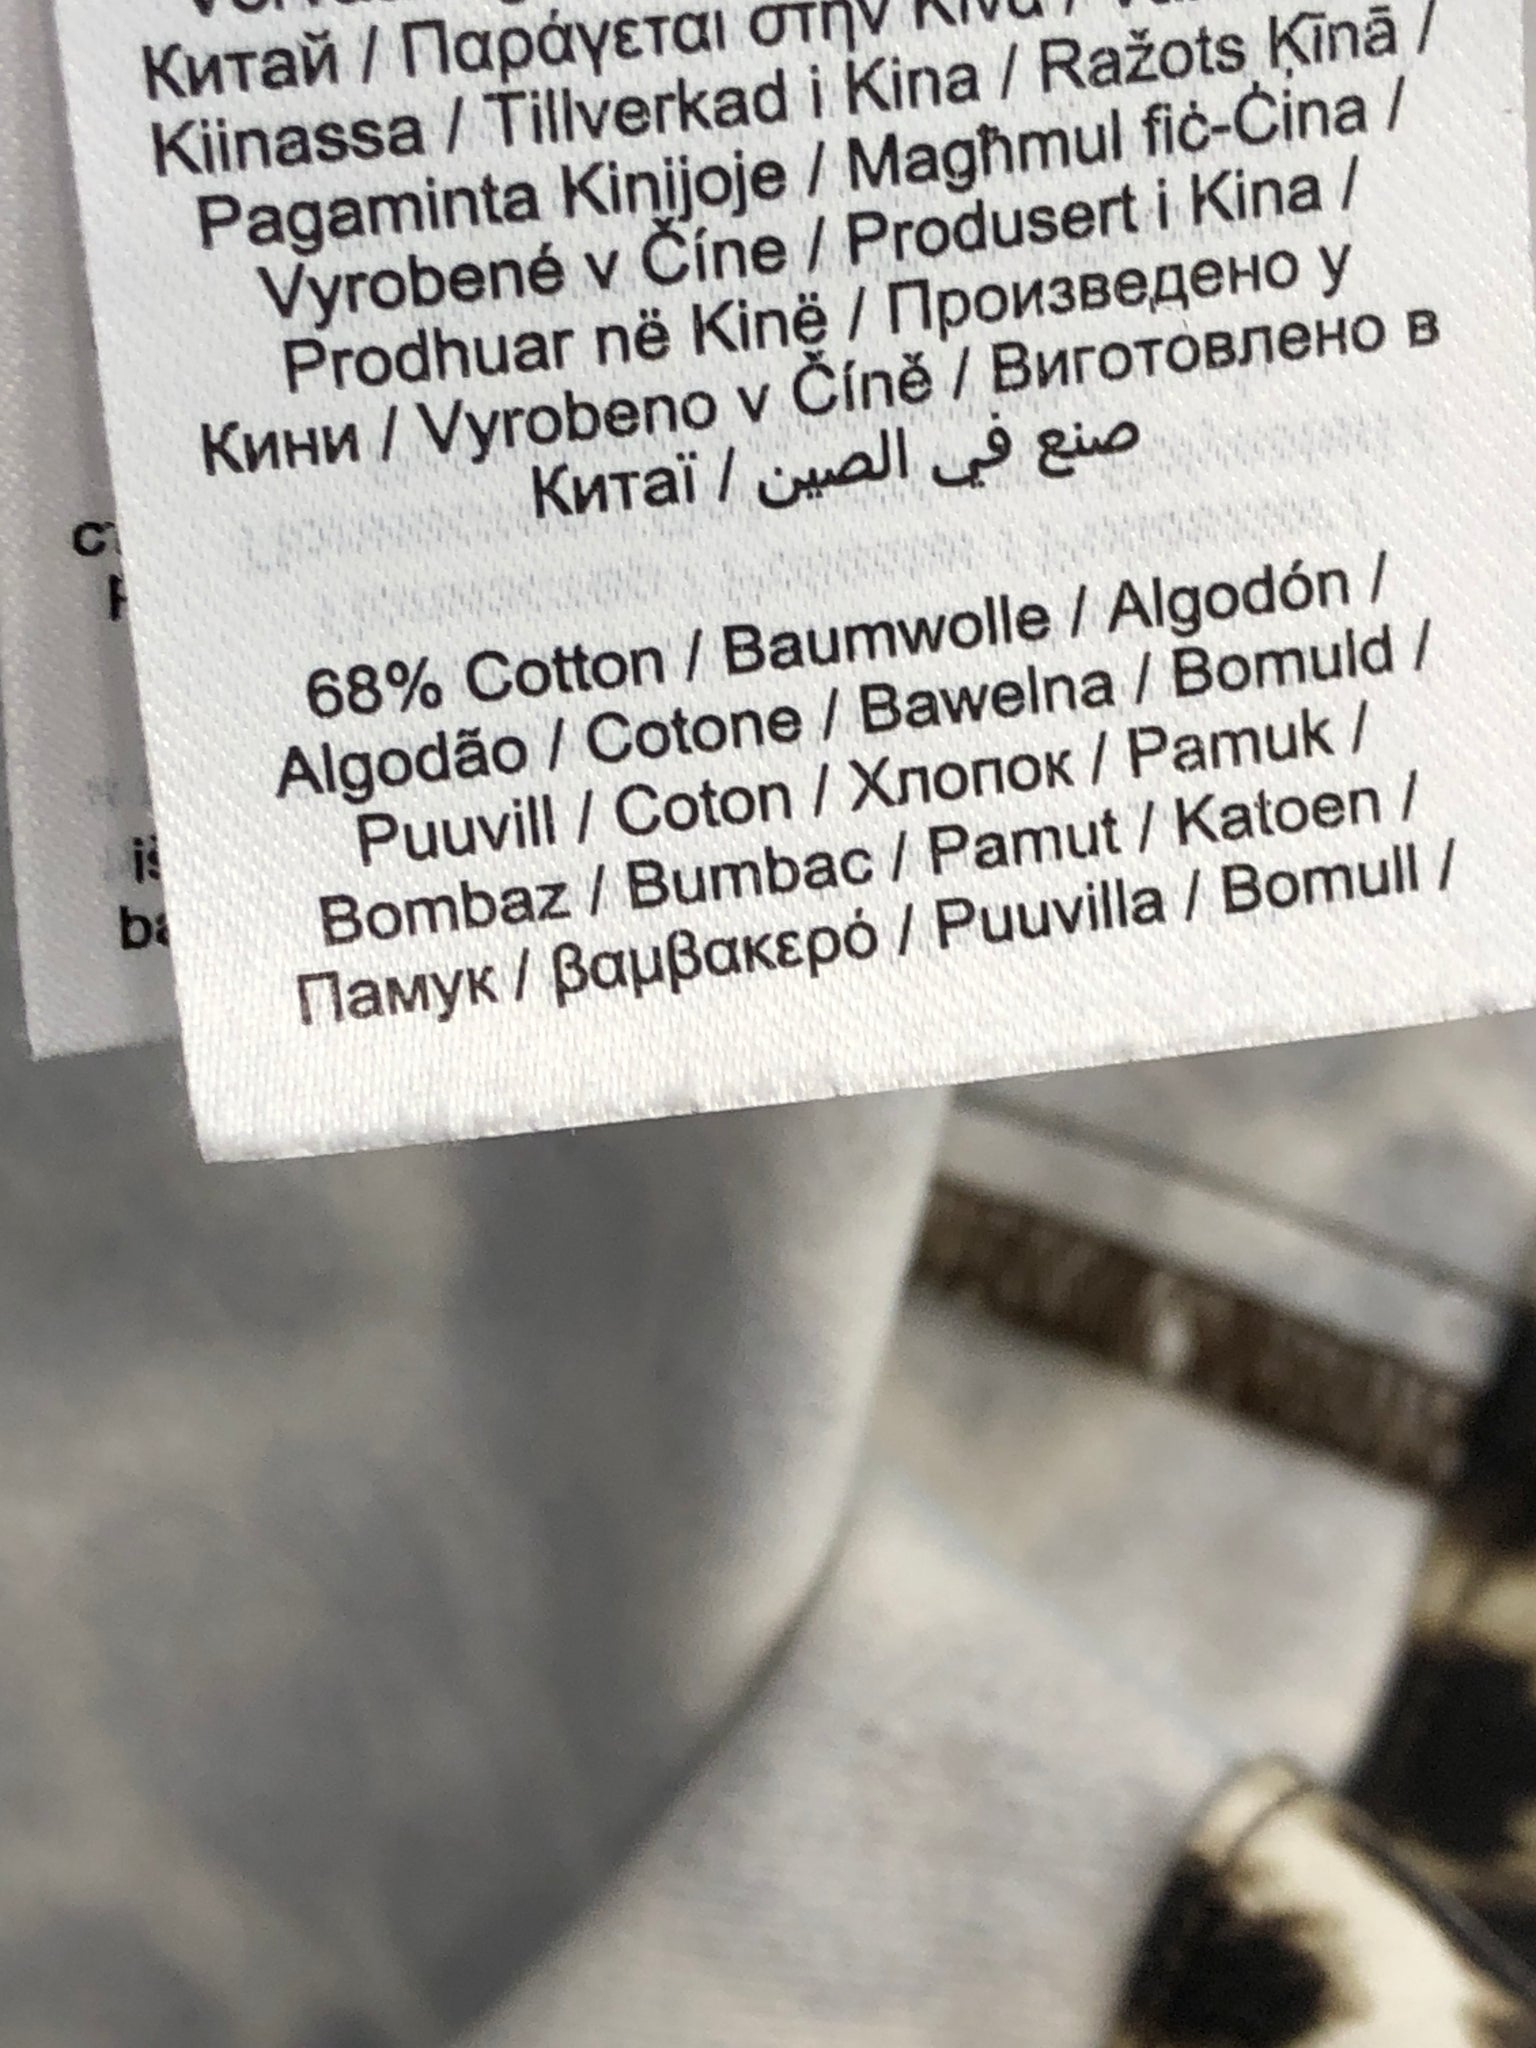 Китай / Παράγεται στην Κίνα /
Kiinassa / Tillverkad i Kina / Ražots Ķīnā /
Pagaminta Kinijoje / Magħmul fiċ-Ċina /
Vyrobené v Číne / Produsert i Kina /
Prodhuar në Kinë / Произведено у
Кини / Vyrobeno v Číně / Виготовлено в
Китаї / صنع في الصين
68% Cotton / Baumwolle / Algodón /
Algodão / Cotone / Bawelna / Bomuld /
Puuvill / Coton / Хлопок / Pamuk /
Bombaz / Bumbac / Pamut / Katoen /
Памук / βαμβακερό / Puuvilla / Bomull /